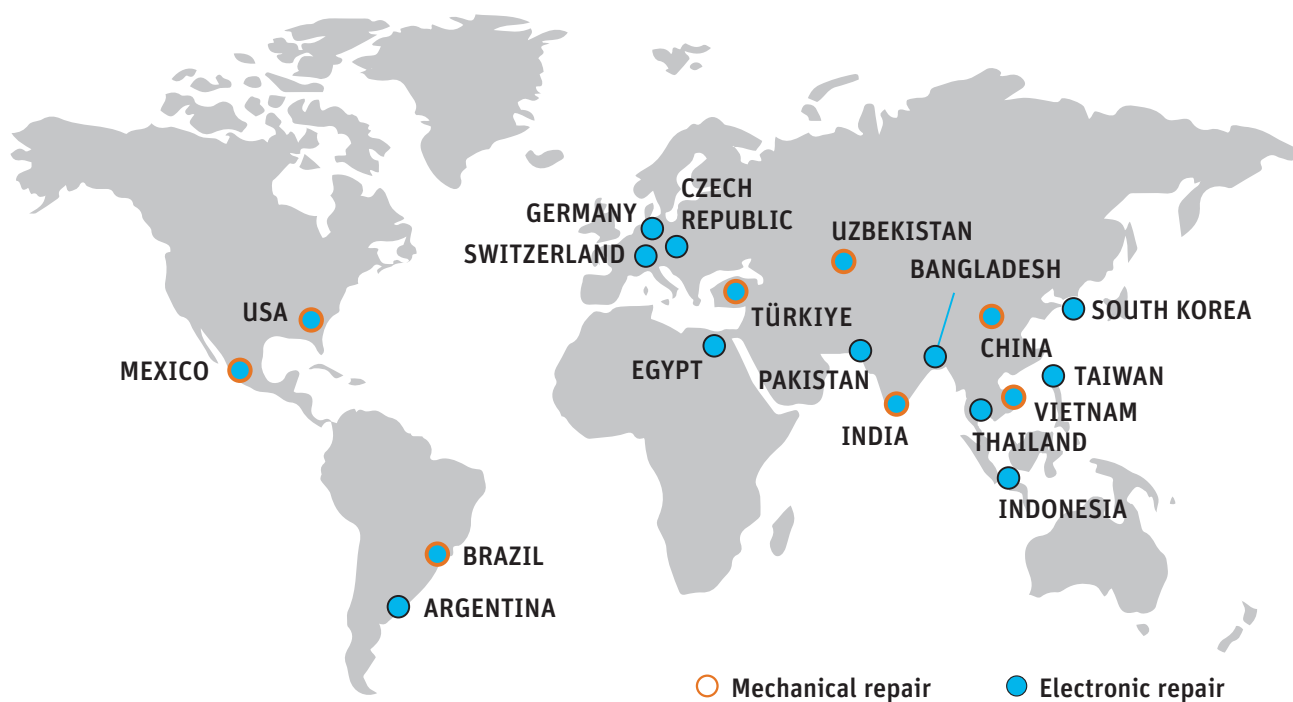 CZECH
REPUBLIC
GERMANY
SWITZERLAND
UZBEKISTAN
BANGLADESH
USA
TÜRKIYE
SOUTH KOREA
MEXICO
EGYPT
PAKISTAN
CHINA
TAIWAN
INDIA
VIETNAM
THAILAND
INDONESIA
BRAZIL
ARGENTINA
Mechanical repair
Electronic repair